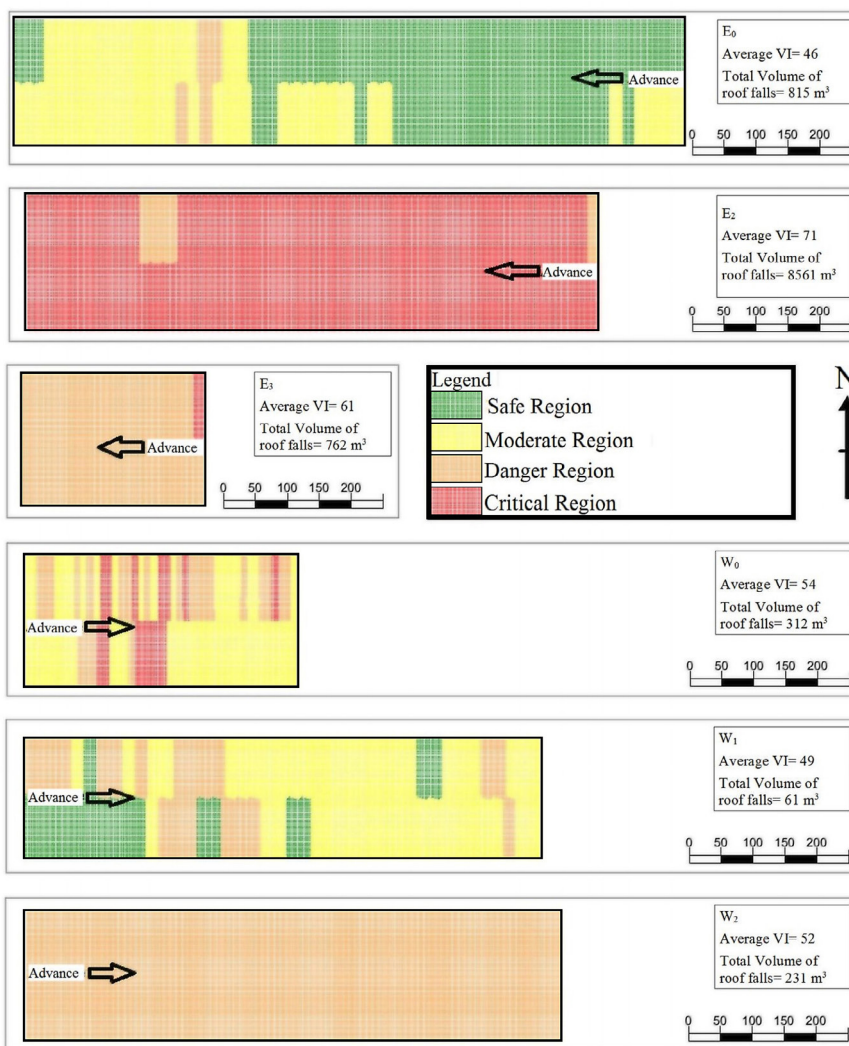 E₀
Average VI= 46
Total Volume of
roof falls= 815 m³
Advance
0 50 100 150 200
E₂
Average VI= 71
Total Volume of
roof falls= 8561 m³
Advance
0 50 100 150 200
E₃
Average VI= 61
Total Volume of
roof falls= 762 m³
Advance
0 50 100 150 200
Legend
Safe Region
Moderate Region
Danger Region
Critical Region
N
W₀
Average VI= 54
Total Volume of
roof falls= 312 m³
Advance
0 50 100 150 200
W₁
Average VI= 49
Total Volume of
roof falls= 61 m³
Advance
0 50 100 150 200
W₂
Average VI= 52
Total Volume of
roof falls= 231 m³
Advance
0 50 100 150 200